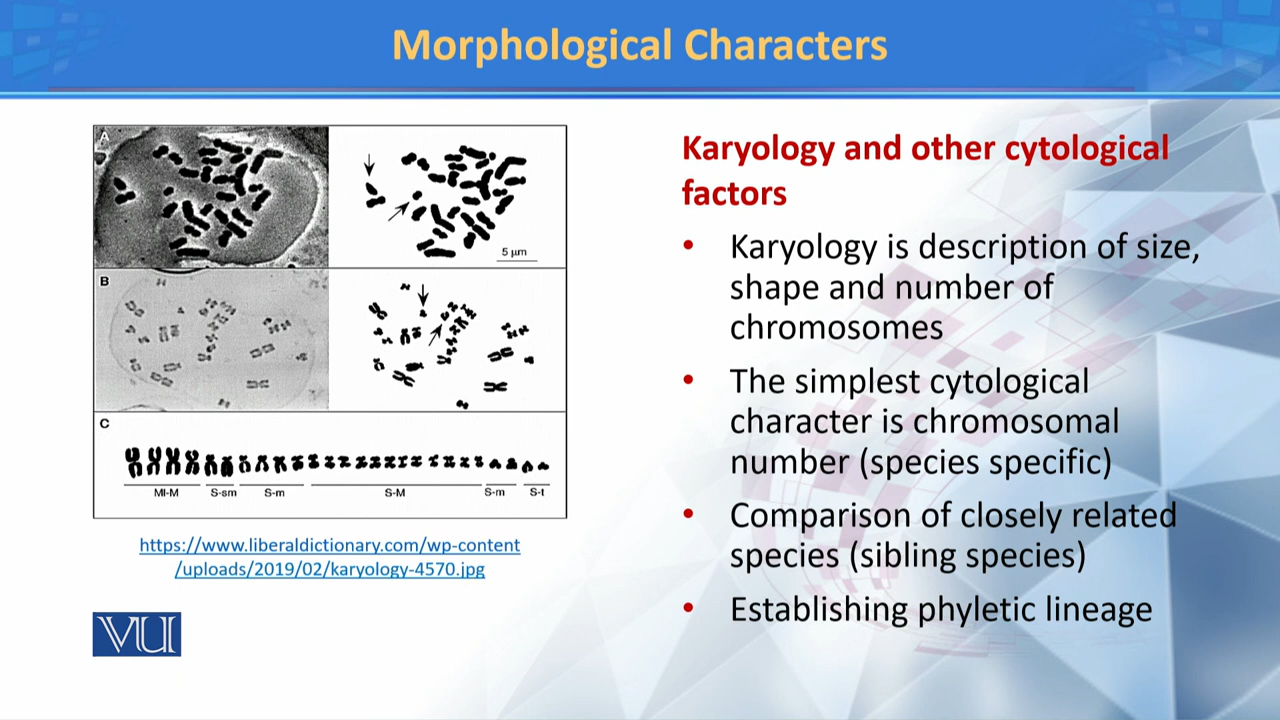 Morphological Characters
A
5 µm
B
C
MI-M S-sm S-m S-M S-m S-t
https://www.liberaldictionary.com/wp-content
/uploads/2019/02/karyology-4570.jpg
VU
Karyology and other cytological
factors
• Karyology is description of size,
shape and number of
chromosomes
• The simplest cytological
character is chromosomal
number (species specific)
• Comparison of closely related
species (sibling species)
• Establishing phyletic lineage